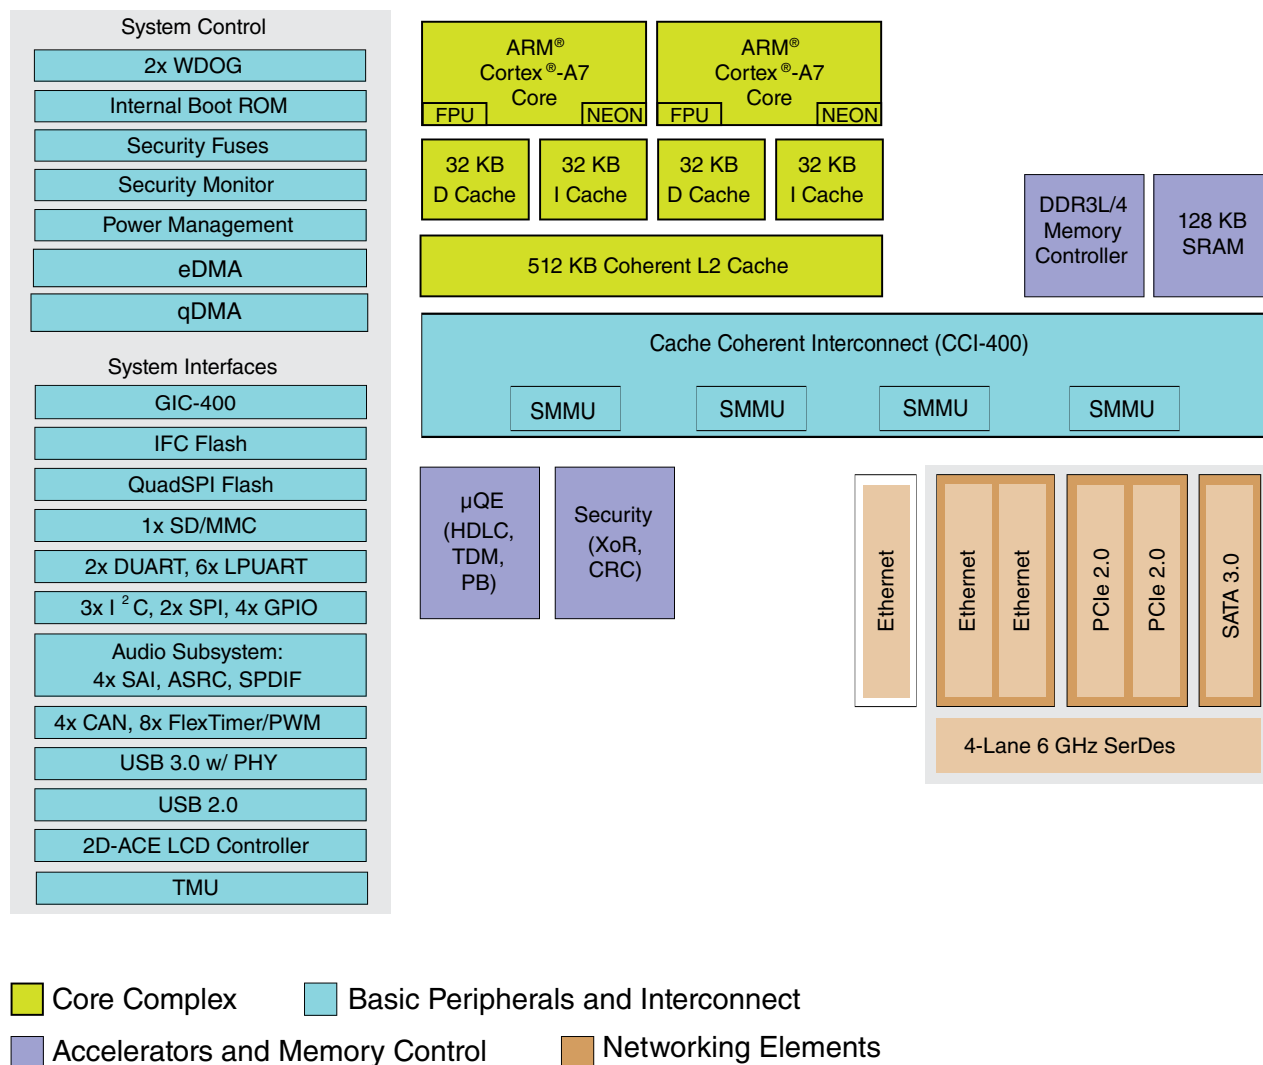 System Control
2x WDOG
Internal Boot ROM
Security Fuses
Security Monitor
Power Management
eDMA
qDMA
System Interfaces
GIC-400
IFC Flash
QuadSPI Flash
1x SD/MMC
2x DUART, 6x LPUART
3x I²C, 2x SPI, 4x GPIO
Audio Subsystem:
4x SAI, ASRC, SPDIF
4x CAN, 8x FlexTimer/PWM
USB 3.0 w/ PHY
USB 2.0
2D-ACE LCD Controller
TMU
ARM®
Cortex®-A7
Core
FPU
NEON
ARM®
Cortex®-A7
Core
FPU
NEON
32 KB
D Cache
32 KB
I Cache
32 KB
D Cache
32 KB
I Cache
512 KB Coherent L2 Cache
DDR3L/4
Memory
Controller
128 KB
SRAM
Cache Coherent Interconnect (CCI-400)
SMMU
SMMU
SMMU
SMMU
µQE
(HDLC,
TDM,
PB)
Security
(XoR,
CRC)
Ethernet
Ethernet
Ethernet
PCIe 2.0
PCIe 2.0
SATA 3.0
4-Lane 6 GHz SerDes
Core Complex
Basic Peripherals and Interconnect
Accelerators and Memory Control
Networking Elements